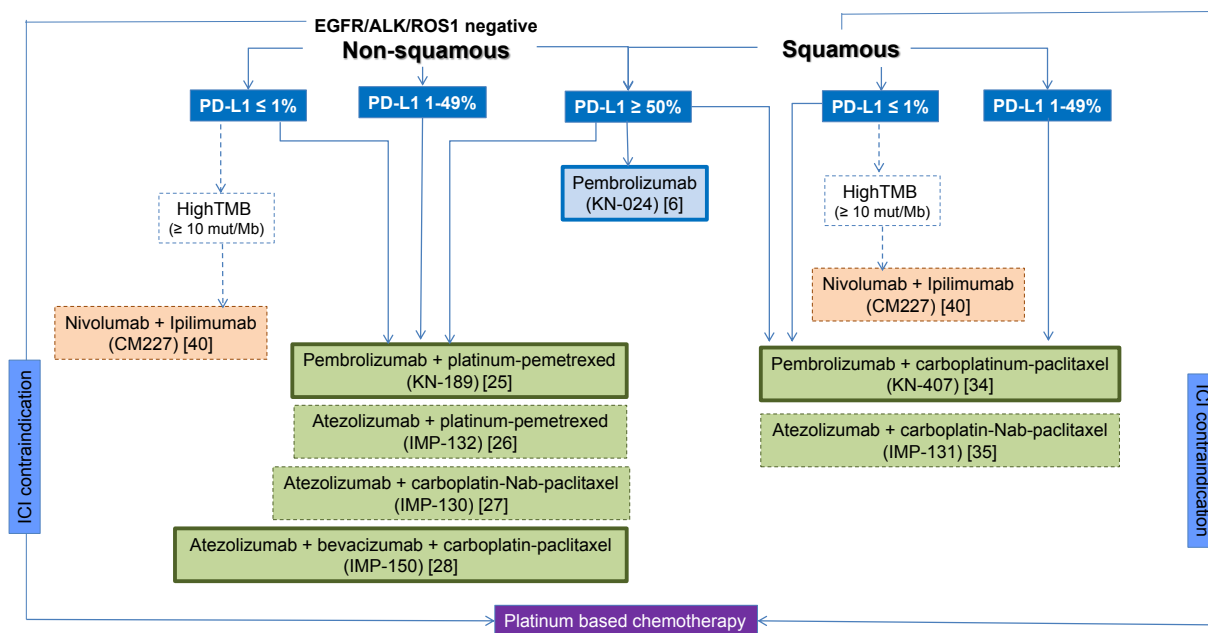 EGFR/ALK/ROS1 negative
Non-squamous
Squamous
PD-L1 ≤ 1%
PD-L1 1-49%
PD-L1 ≥ 50%
PD-L1 ≤ 1%
PD-L1 1-49%
Pembrolizumab
(KN-024) [6]
HighTMB
(≥ 10 mut/Mb)
HighTMB
(≥ 10 mut/Mb)
Nivolumab + Ipilimumab
(CM227) [40]
Nivolumab + Ipilimumab
(CM227) [40]
Pembrolizumab + platinum-pemetrexed
(KN-189) [25]
Pembrolizumab + carboplatinum-paclitaxel
(KN-407) [34]
Atezolizumab + platinum-pemetrexed
(IMP-132) [26]
Atezolizumab + carboplatin-Nab-paclitaxel
(IMP-131) [35]
Atezolizumab + carboplatin-Nab-paclitaxel
(IMP-130) [27]
Atezolizumab + bevacizumab + carboplatin-paclitaxel
(IMP-150) [28]
ICI contraindication
ICI contraindication
Platinum based chemotherapy